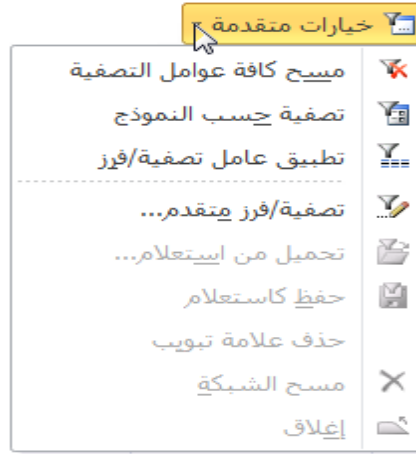 خيارات متقدمة
مسح كافة عوامل التصفية
تصفية حسب النموذج
تطبيق عامل تصفية/فرز
تصفية/فرز متقدم...
تحميل من استعلام...
حفظ كاستعلام
حذف علامة تبويب
مسح الشبكة
إغلاق